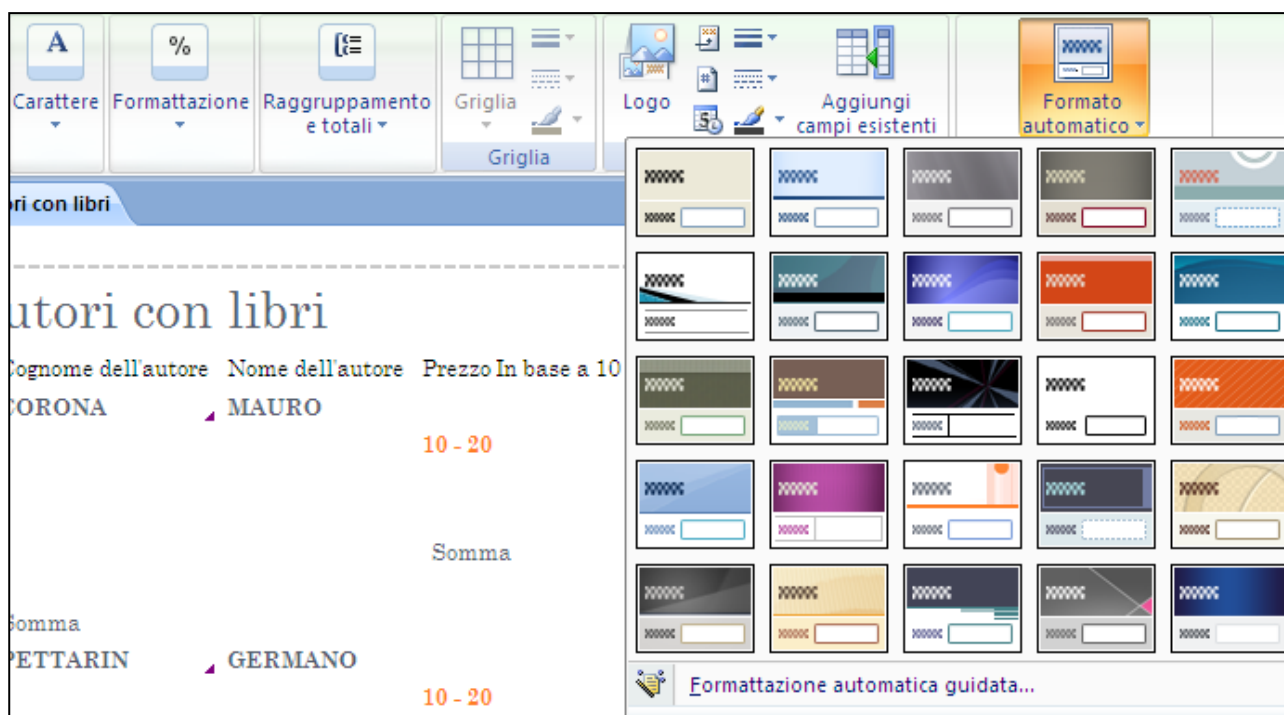 A % 
Carattere Formattazione Raggruppamento e totali Griglia Logo Aggiungi campi esistenti Formato automatico
Griglia
ri con libri
utori con libri
Cognome dell'autore Nome dell'autore Prezzo In base a 10
CORONA MAURO
10 - 20
Somma
Somma
PETTARIN GERMANO
10 - 20
Formattazione automatica guidata...